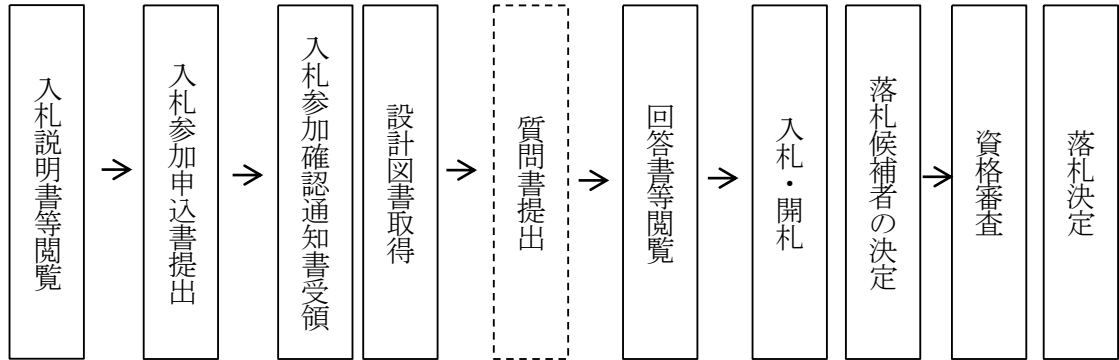 入札説明書等閲覧
入札参加申込書提出
入札参加確認通知書受領
設計図書取得
質問書提出
回答書等閲覧
入札・開札
落札候補者の決定
資格審査
落札決定